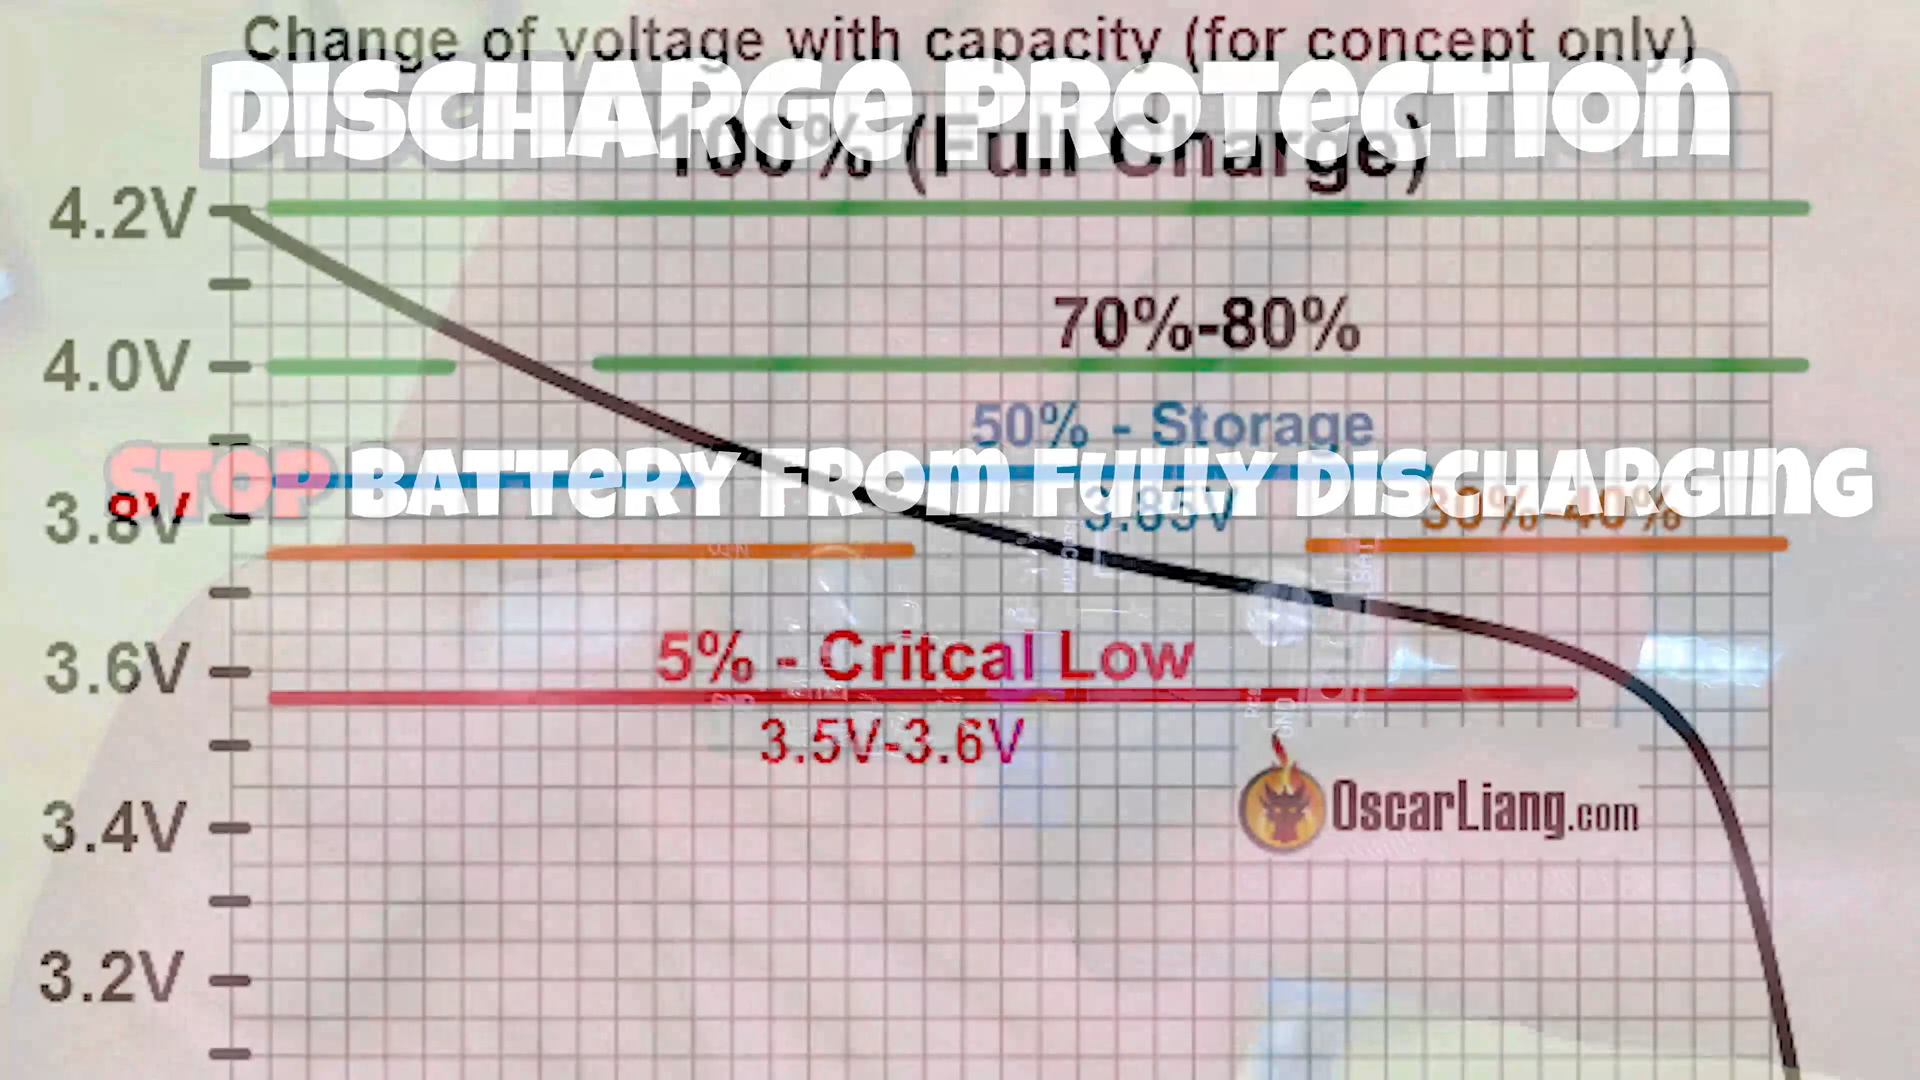 Change of voltage with capacity (for concept only)
DISCHARGE PROTECTION
100% (Full Charge)
4.2V
70%-80%
4.0V
50% - Storage
STOP BATTERY FROM FULLY DISCHARGING
3.8V
3.85V
30%-40%
5% - Critcal Low
3.6V
3.5V-3.6V
GND
OscarLiang.com
3.4V
3.2V